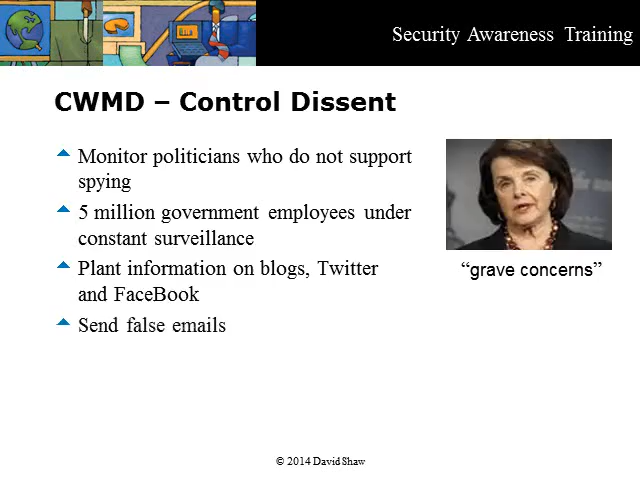 Security Awareness Training
CWMD – Control Dissent
Monitor politicians who do not support
spying
5 million government employees under
constant surveillance
Plant information on blogs, Twitter
and FaceBook
Send false emails
“grave concerns”
© 2014 David Shaw